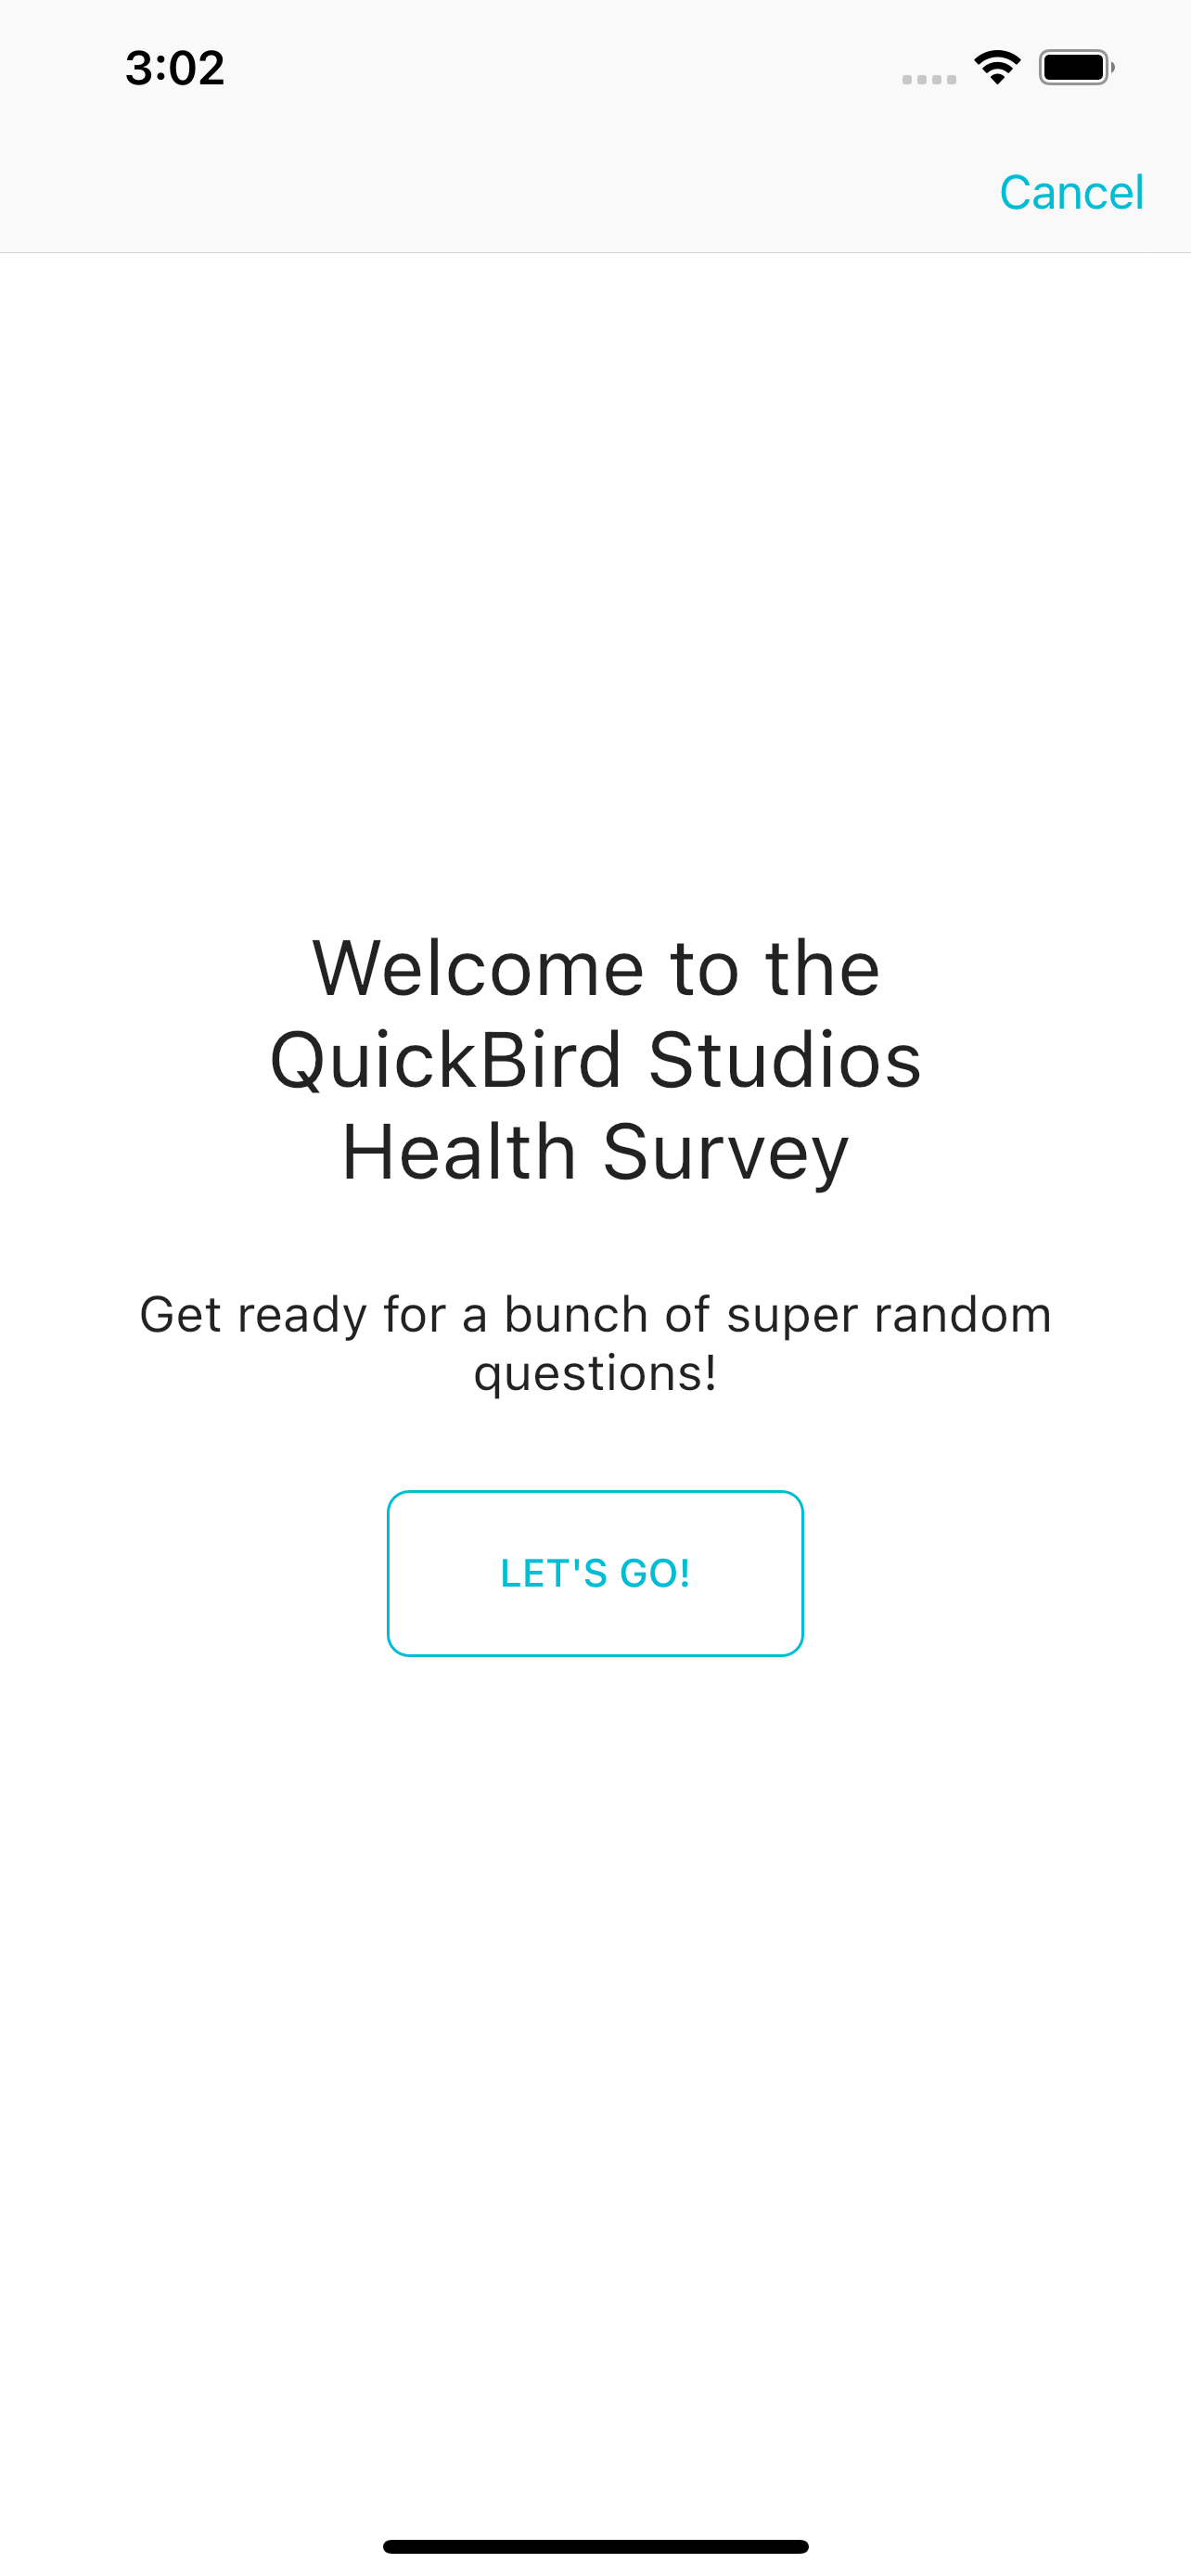 3:02
Cancel
Welcome to the
QuickBird Studios
Health Survey
Get ready for a bunch of super random
questions!
LET'S GO!